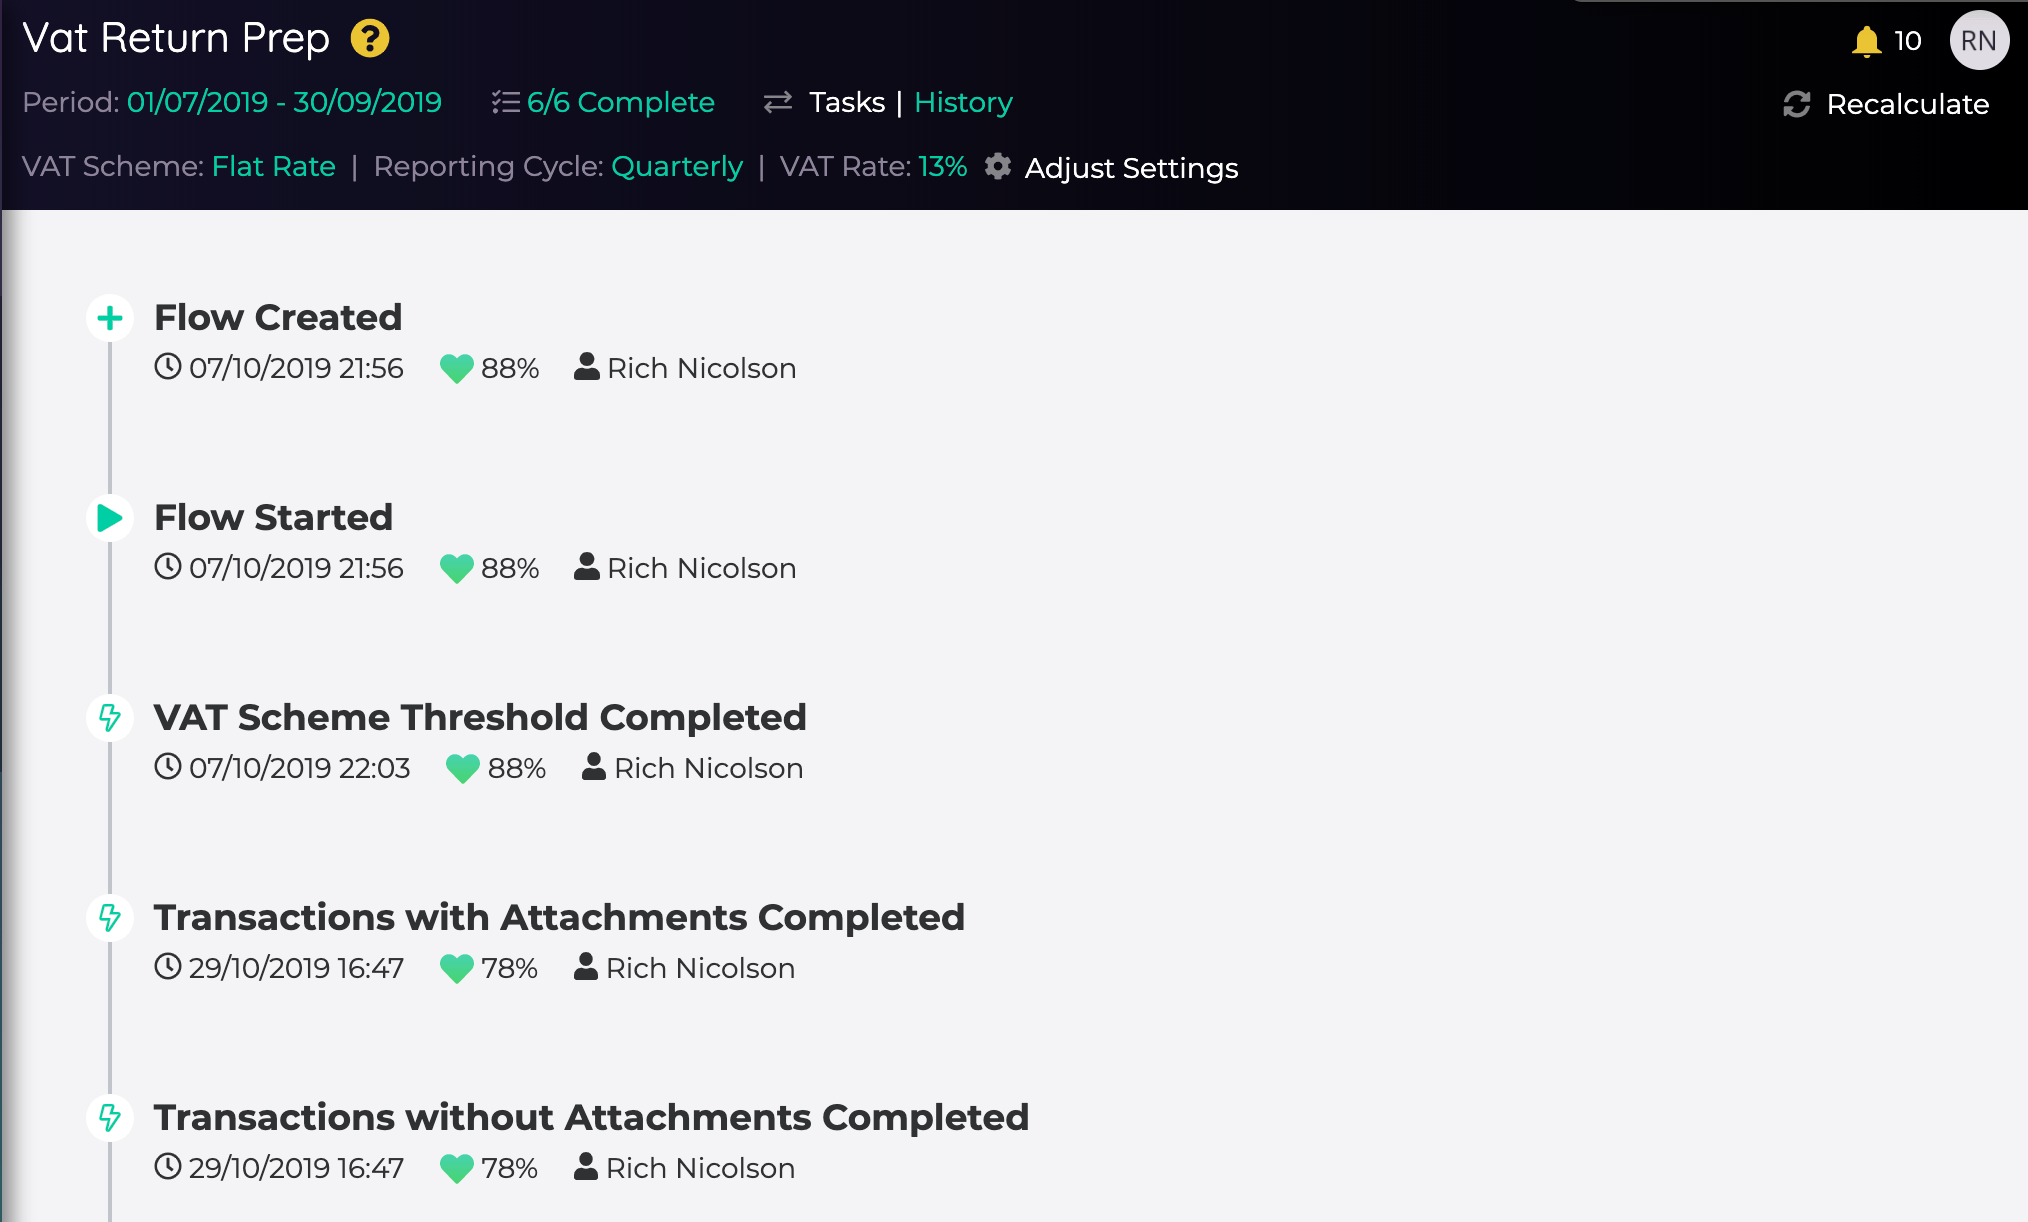 Vat Return Prep ?
10 RN
Period: 01/07/2019 - 30/09/2019 6/6 Complete Tasks | History
Recalculate
VAT Scheme: Flat Rate | Reporting Cycle: Quarterly | VAT Rate: 13% Adjust Settings
Flow Created
07/10/2019 21:56 88% Rich Nicolson
Flow Started
07/10/2019 21:56 88% Rich Nicolson
VAT Scheme Threshold Completed
07/10/2019 22:03 88% Rich Nicolson
Transactions with Attachments Completed
29/10/2019 16:47 78% Rich Nicolson
Transactions without Attachments Completed
29/10/2019 16:47 78% Rich Nicolson